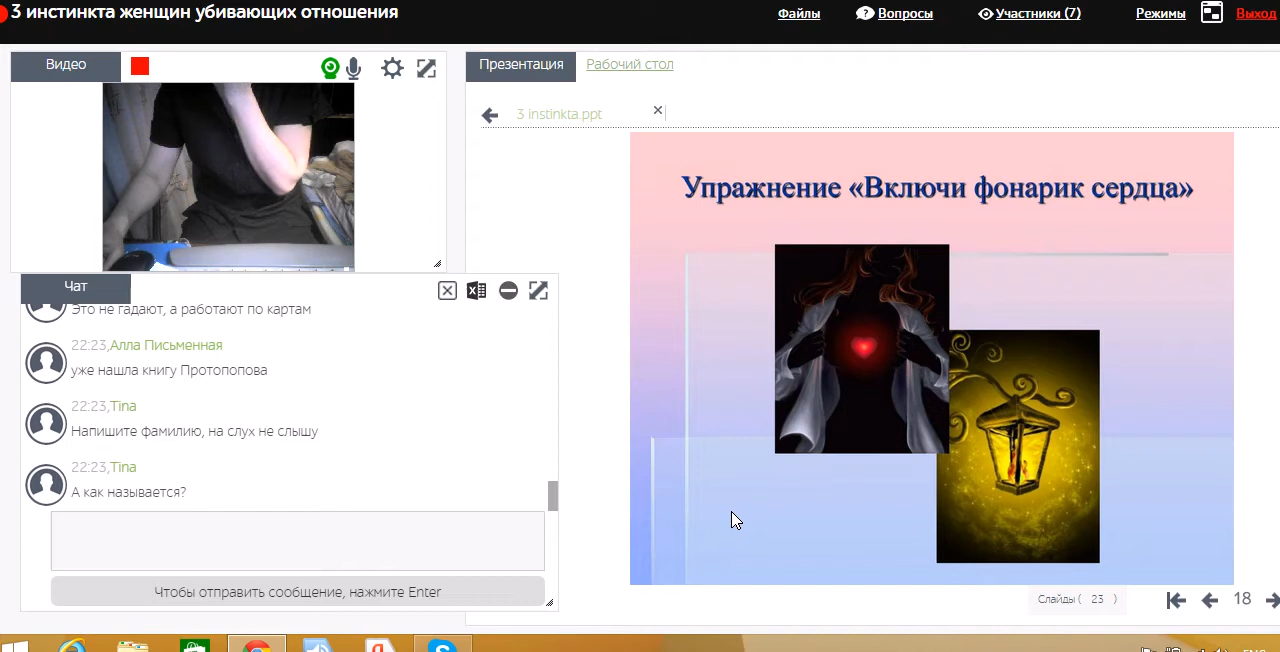 3 инстинкта женщин убивающих отношения
Файлы
Вопросы
Участники (7)
Режимы
Выход
Видео
Презентация
Рабочий стол
3 instinkta.ppt
Упражнение «Включи фонарик сердца»
Чат
Это не гадают, а работают по картам
22:23,Алла Письменная
уже нашла книгу Протопопова
22:23,Tina
Напишите фамилию, на слух не слышу
22:23,Tina
А как называется?
Чтобы отправить сообщение, нажмите Enter
Слайды ( 23 )
18